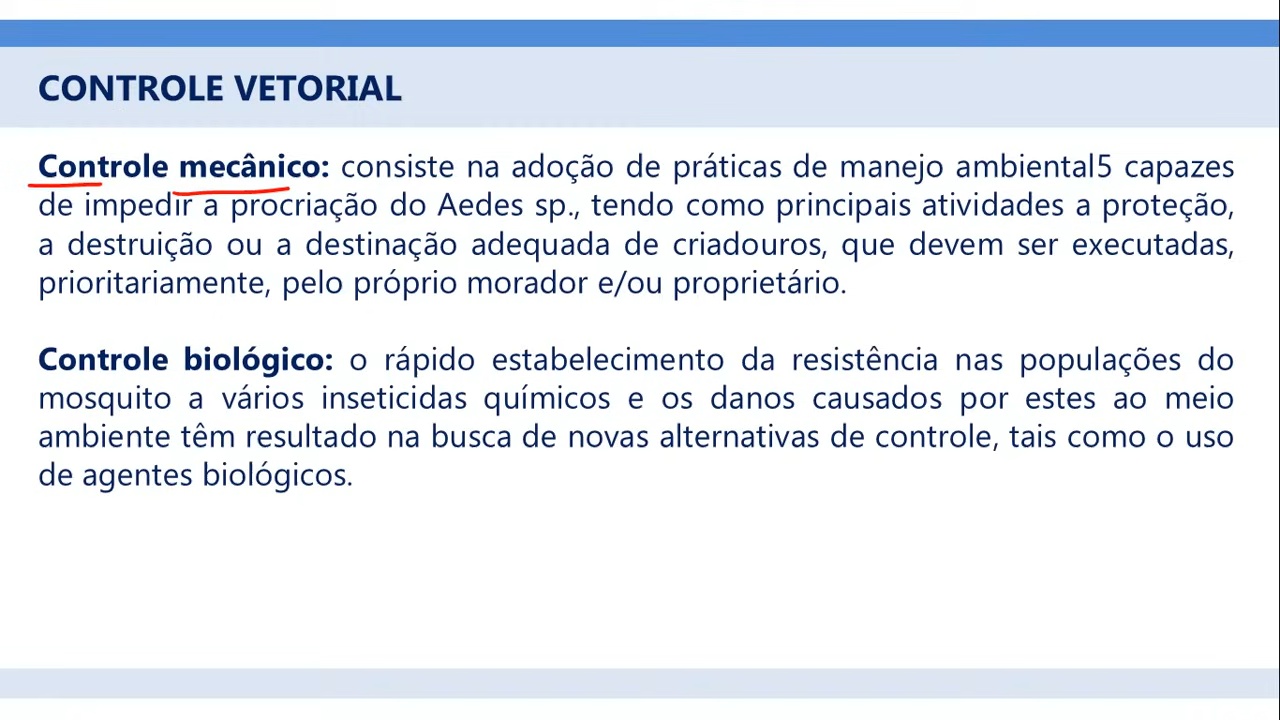 CONTROLE VETORIAL
Controle mecânico: consiste na adoção de práticas de manejo ambiental5 capazes
de impedir a procriação do Aedes sp., tendo como principais atividades a proteção,
a destruição ou a destinação adequada de criadouros, que devem ser executadas,
prioritariamente, pelo próprio morador e/ou proprietário.
Controle biológico: o rápido estabelecimento da resistência nas populações do
mosquito a vários inseticidas químicos e os danos causados por estes ao meio
ambiente têm resultado na busca de novas alternativas de controle, tais como o uso
de agentes biológicos.